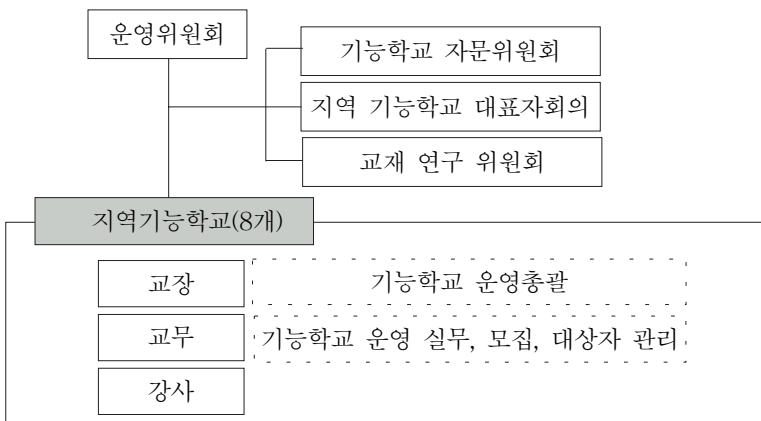 운영위원회
기능학교 자문위원회
지역 기능학교 대표자회의
교재 연구 위원회
지역기능학교(8개)
교장
기능학교 운영총괄
교무
기능학교 운영 실무, 모집, 대상자 관리
강사